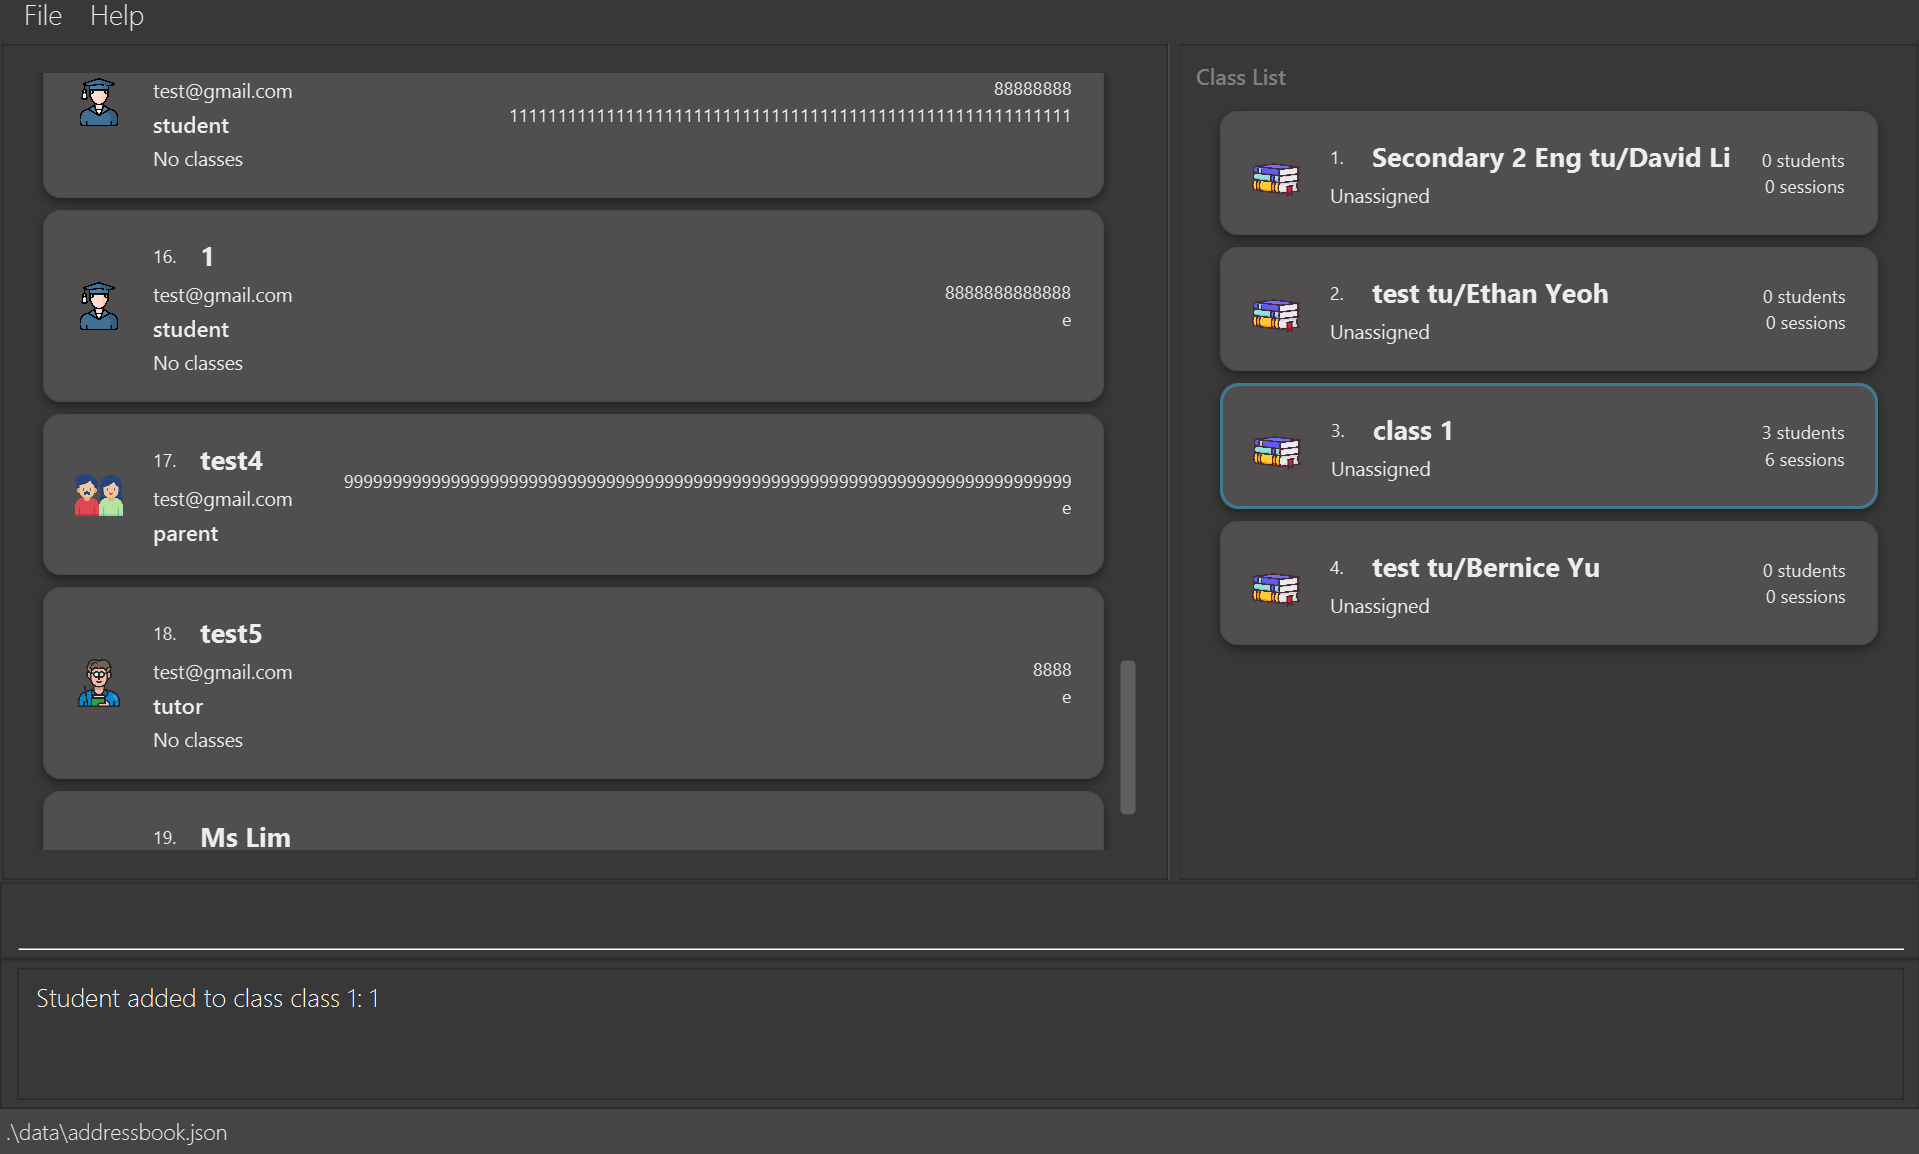 File Help
test@gmail.com
88888888
student
1111111111111111111111111111111111111111111111111111111111
No classes
16. 1
test@gmail.com
8888888888888
student
e
No classes
17. test4
999999999999999999999999999999999999999999999999999999999999999999999999999
test@gmail.com
e
parent
18. test5
test@gmail.com
8888
tutor
e
No classes
19. Ms Lim
Class List
1. Secondary 2 Eng tu/David Li
0 students
Unassigned
0 sessions
2. test tu/Ethan Yeoh
0 students
Unassigned
0 sessions
3. class 1
3 students
Unassigned
6 sessions
4. test tu/Bernice Yu
0 students
Unassigned
0 sessions
Student added to class class 1: 1
.\data\addressbook.json